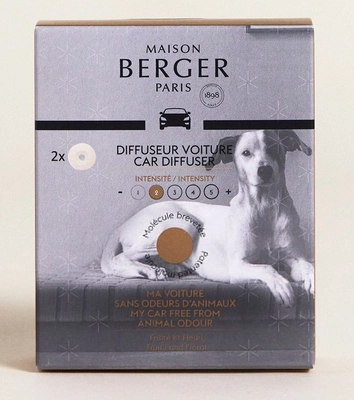 MAISON
BERGER
PARIS
1898
2x
DIFFUSEUR VOITURE
CAR DIFFUSER
INTENSITÉ / INTENSITY
- 1 2 3 4 5 +
Molécule brevetée
MA VOITURE
SANS ODEURS D'ANIMAUX
MY CAR FREE FROM
ANIMAL ODOUR